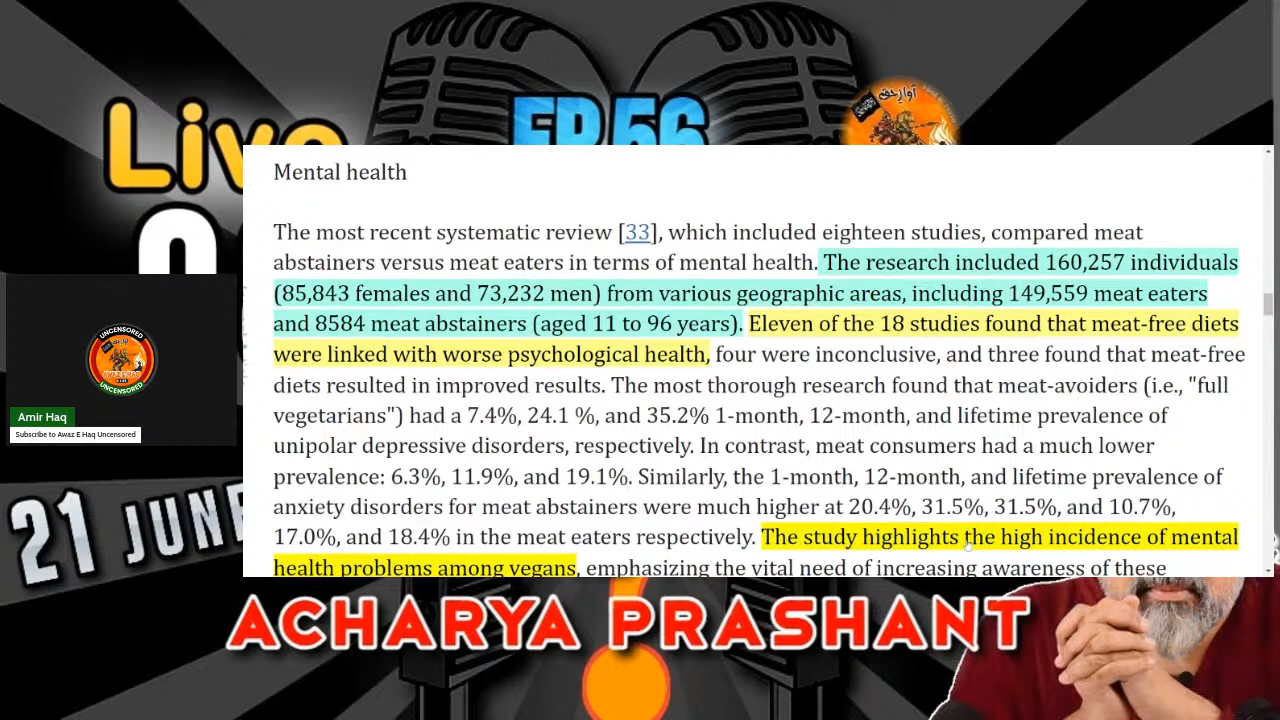 Live
EP 56
آواز حق
Mental health
The most recent systematic review [33], which included eighteen studies, compared meat
abstainers versus meat eaters in terms of mental health. The research included 160,257 individuals
(85,843 females and 73,232 men) from various geographic areas, including 149,559 meat eaters
and 8584 meat abstainers (aged 11 to 96 years). Eleven of the 18 studies found that meat-free diets
were linked with worse psychological health, four were inconclusive, and three found that meat-free
diets resulted in improved results. The most thorough research found that meat-avoiders (i.e., "full
vegetarians") had a 7.4%, 24.1 %, and 35.2% 1-month, 12-month, and lifetime prevalence of
unipolar depressive disorders, respectively. In contrast, meat consumers had a much lower
prevalence: 6.3%, 11.9%, and 19.1%. Similarly, the 1-month, 12-month, and lifetime prevalence of
anxiety disorders for meat abstainers were much higher at 20.4%, 31.5%, 31.5%, and 10.7%,
17.0%, and 18.4% in the meat eaters respectively. The study highlights the high incidence of mental
health problems among vegans, emphasizing the vital need of increasing awareness of these
UNCENSORED
UNCENSORED
Amir Haq
Subscribe to Awaz E Haq Uncensored
21 JUNE
ACHARYA PRASHANT